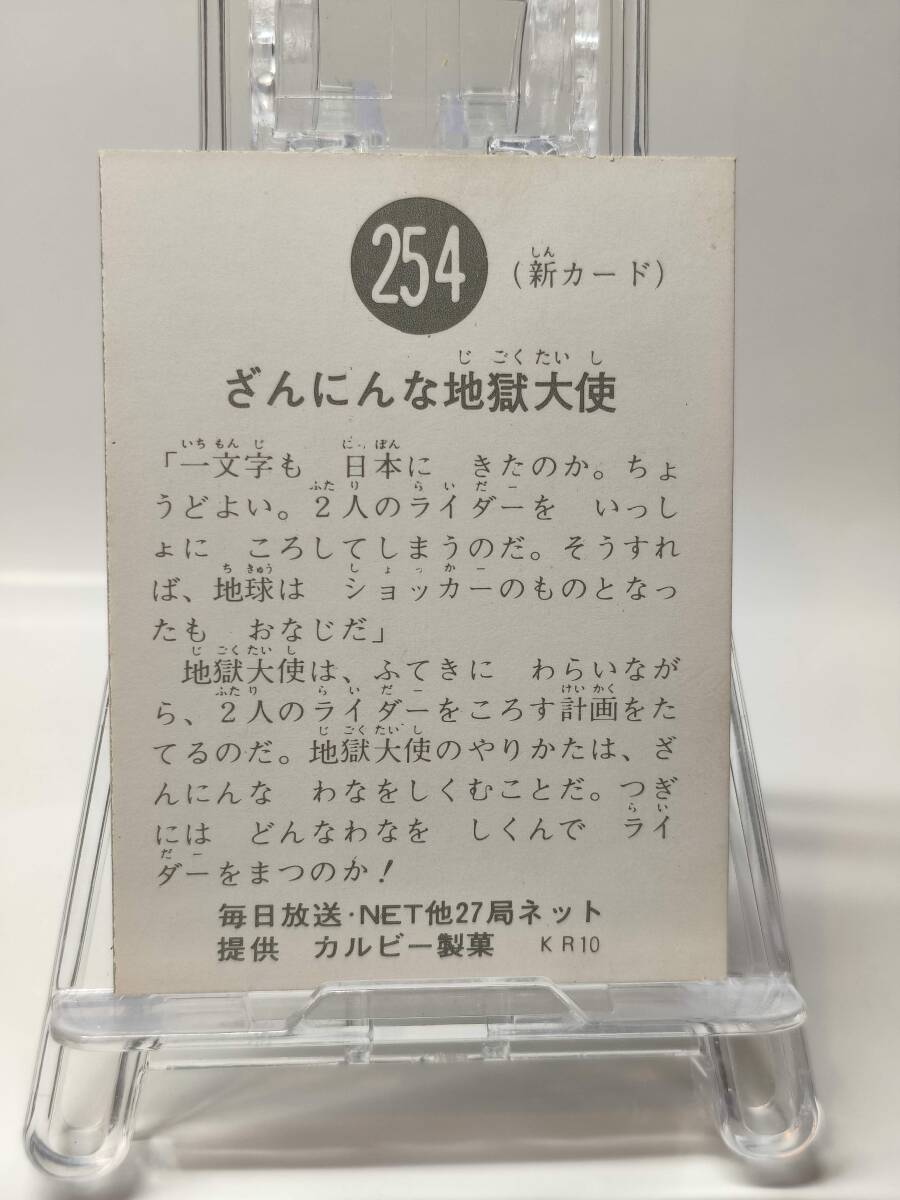 254 (新カード)
ざんにんな地獄大使
「一文字も　日本に　きたのか。ちょ
うどよい。2人のライダーを　いっし
ょに　ころしてしまうのだ。そうすれ
ば、地球は　ショッカーのものとなっ
たも　おなじだ」
地獄大使は、ふてきに　わらいなが
ら、2人のライダーをころす計画をた
てるのだ。地獄大使のやりかたは、ざ
んにんな　わなをしくむことだ。つぎ
には　どんなわなを　しくんで　ライ
ダーをまつのか!
毎日放送・NET他27局ネット
提供　カルビー製菓　KR10